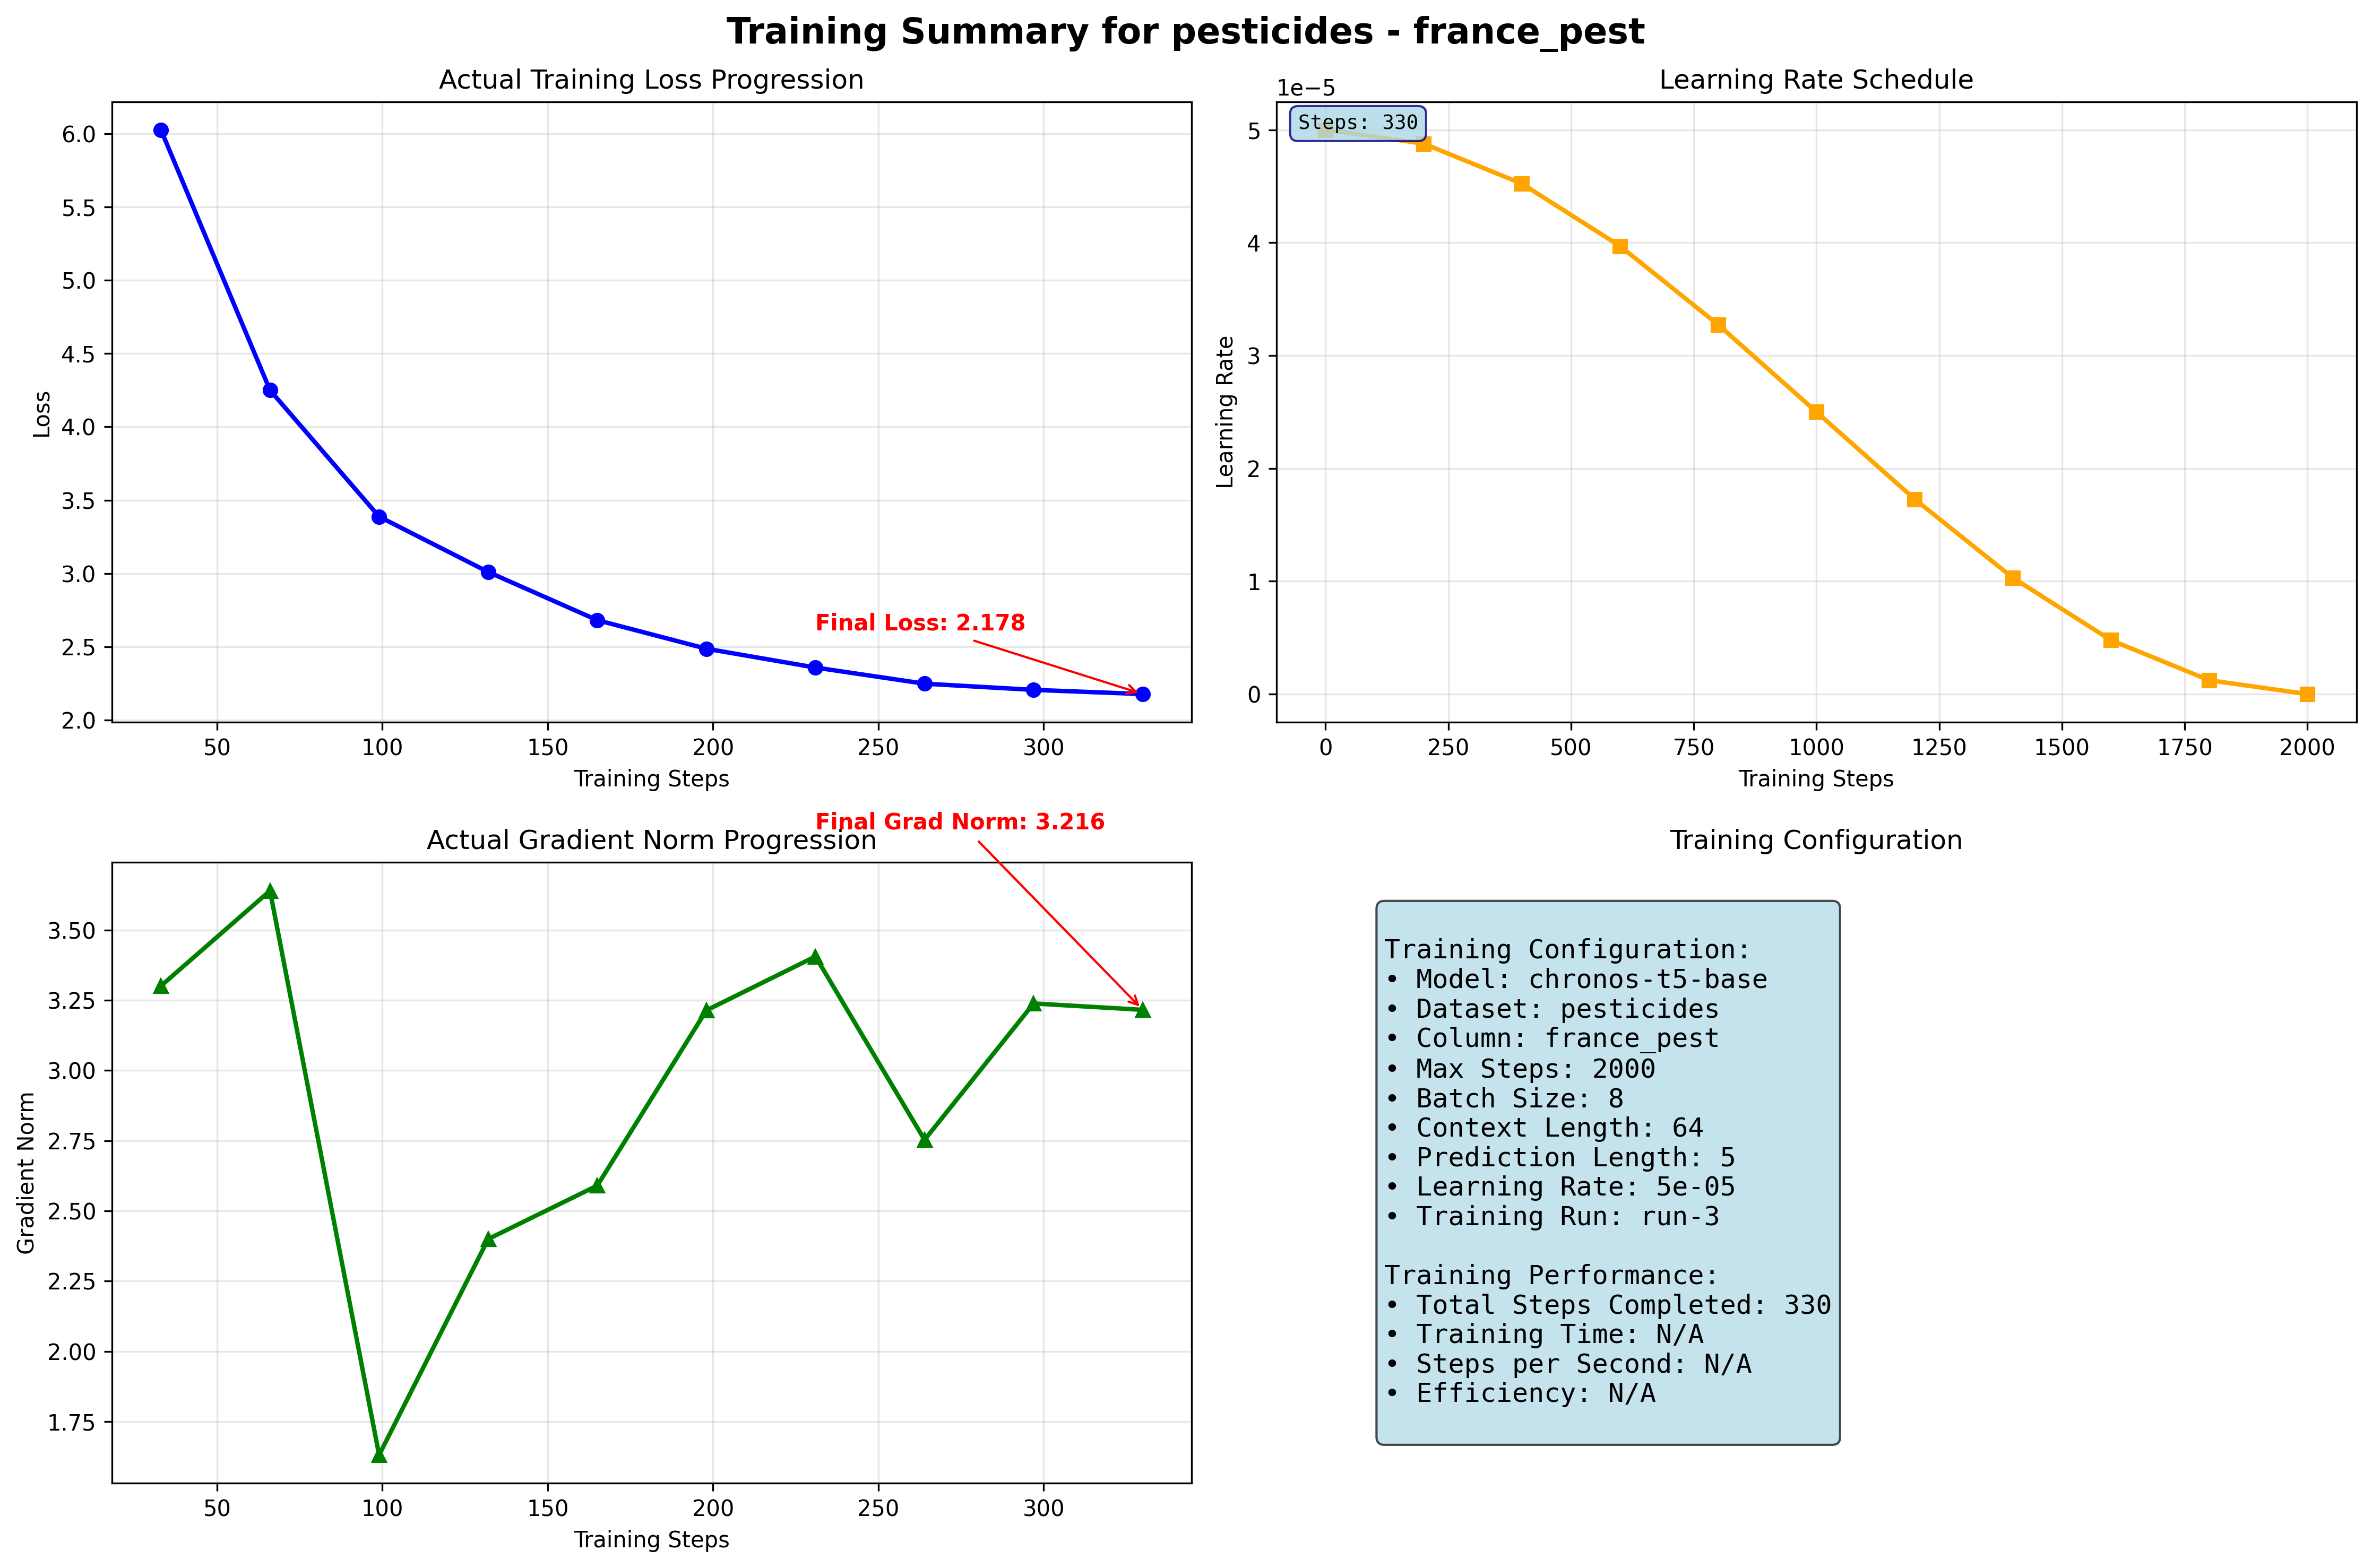 Training Summary for pesticides - france_pest
Actual Training Loss Progression
6.0
5.5
5.0
4.5
4.0
3.5
3.0
2.5
2.0
Loss
Final Loss: 2.178
50 100 150 200 250 300
Training Steps
Learning Rate Schedule
1e−5
Steps: 330
5
4
3
2
1
0
Learning Rate
0 250 500 750 1000 1250 1500 1750 2000
Training Steps
Final Grad Norm: 3.216
Actual Gradient Norm Progression
3.50
3.25
3.00
2.75
2.50
2.25
2.00
1.75
Gradient Norm
50 100 150 200 250 300
Training Steps
Training Configuration
Training Configuration:
• Model: chronos-t5-base
• Dataset: pesticides
• Column: france_pest
• Max Steps: 2000
• Batch Size: 8
• Context Length: 64
• Prediction Length: 5
• Learning Rate: 5e-05
• Training Run: run-3
Training Performance:
• Total Steps Completed: 330
• Training Time: N/A
• Steps per Second: N/A
• Efficiency: N/A